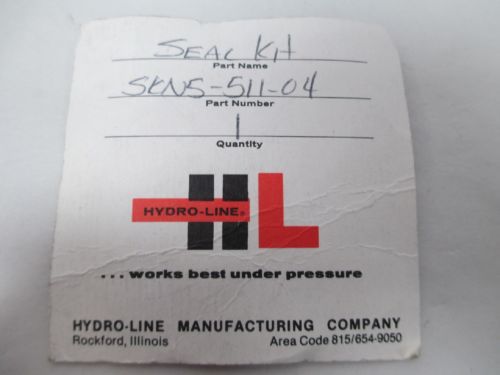 SEAL KIT
Part Name
SKN5-511-04
Part Number
1
Quantity
HL
HYDRO-LINE®
...works best under pressure
HYDRO-LINE MANUFACTURING COMPANY
Rockford, Illinois Area Code 815/654-9050